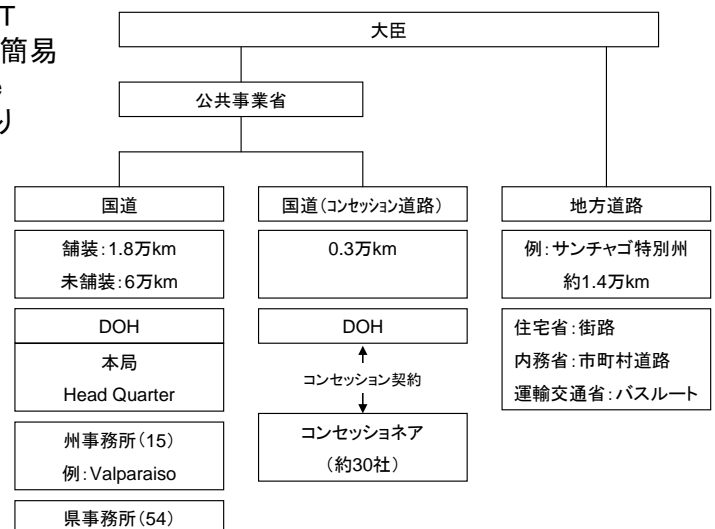 T
簡易
り
大臣
公共事業省
国道
舗装：1.8万km
未舗装：6万km
DOH
本局
Head Quarter
州事務所（15）
例：Valparaiso
県事務所（54）
国道（コンセッション道路）
0.3万km
DOH
コンセッション契約
コンセッショネア
（約30社）
地方道路
例：サンチャゴ特別州
約1.4万km
住宅省：街路
内務省：市町村道路
運輸交通省：バスルート